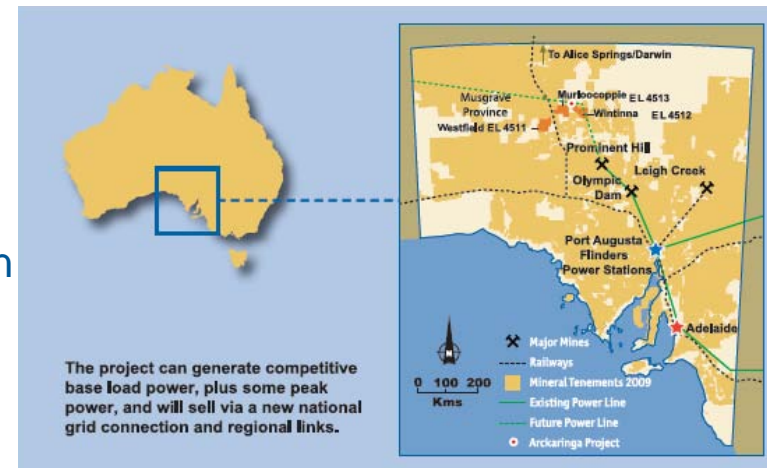 n
The project can generate competitive
base load power, plus some peak
power, and will sell via a new national
grid connection and regional links.
To Alice Springs/Darwin
Murloocoppie EL 4513
Musgrave
Province
Wintinna EL 4512
Westfield EL 4511
Prominent Hill
Leigh Creek
Olympic
Dam
Port Augusta
Flinders
Power Stations
Adelaide
N
0 100 200
Kms
Major Mines
Railways
Mineral Tenements 2009
Existing Power Line
Future Power Line
Arckaringa Project